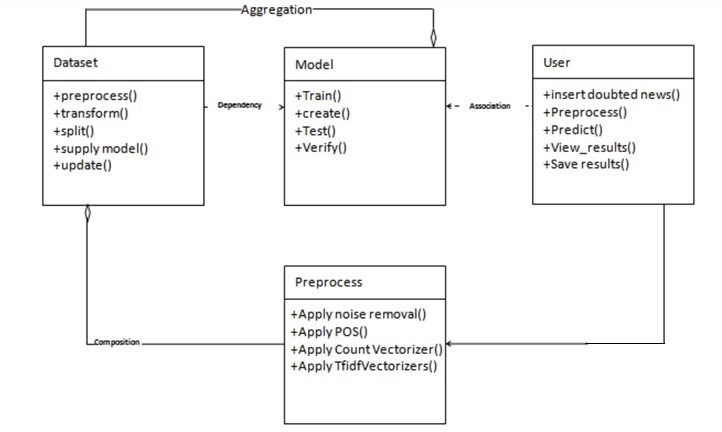 Aggregation
Dataset
+preprocess()
+transform()
+split()
+supply model()
+update()
Dependency
Model
+Train()
+create()
+Test()
+Verify()
Association
User
+insert doubted news()
+Preprocess()
+Predict()
+View_results()
+Save results()
Composition
Preprocess
+Apply noise removal()
+Apply POS()
+Apply Count Vectorizer()
+Apply TfidfVectorizers()